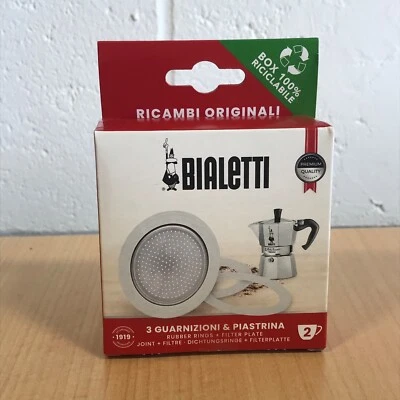 BOX 100%
RICICLABILE
RICAMBI ORIGINALI
BIALETTI
PREMIUM
QUALITY
BIALETTI
3 GUARNIZIONI & PIASTRINA
RUBBER RINGS + FILTER PLATE
JOINT + FILTRE · DICHTUNGSRINGE + FILTERPLATTE
1919
2